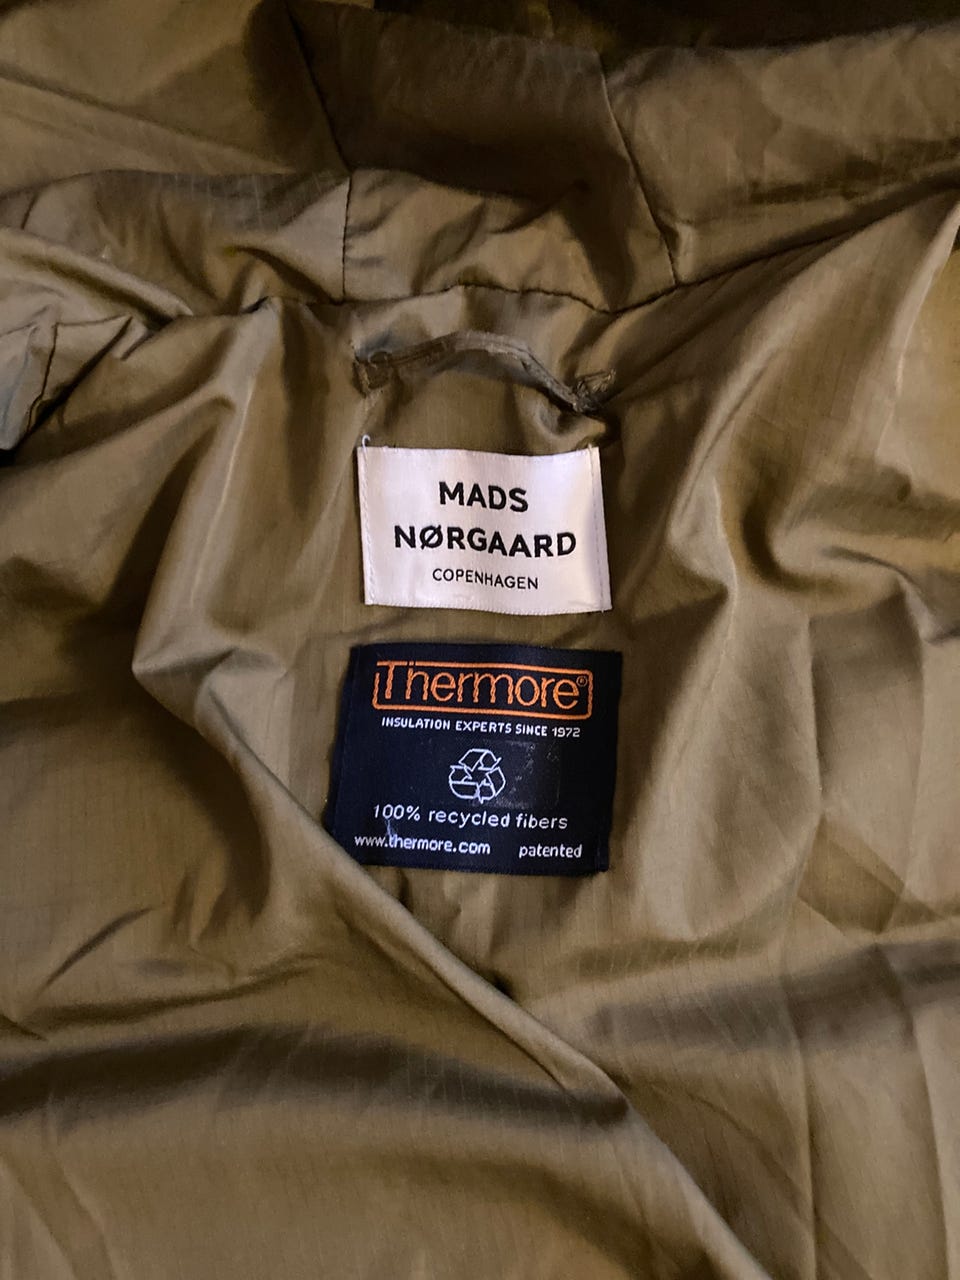 MADS
NØRGAARD
COPENHAGEN
Thermore®
INSULATION EXPERTS SINCE 1972
100% recycled fibers
www.thermore.com patented